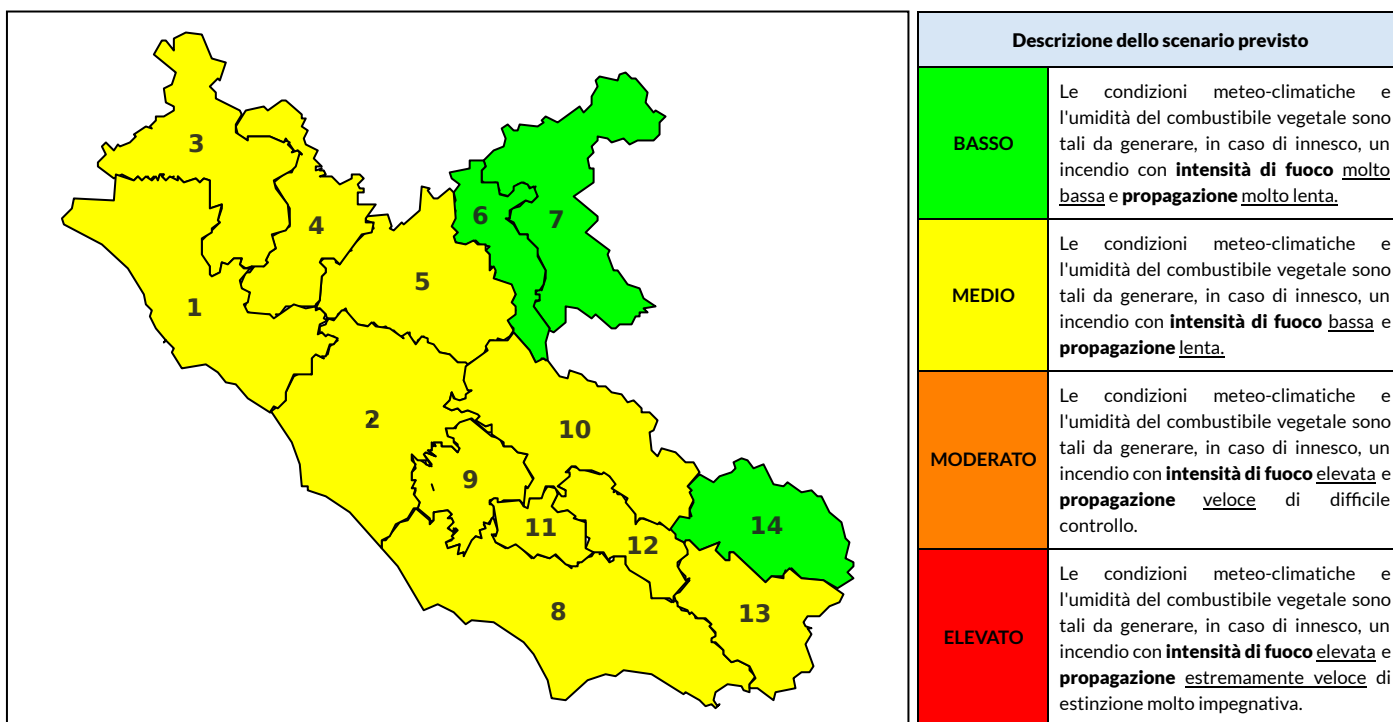 3
4
6
7
5
1
2
10
9
11
12
14
8
13
Descrizione dello scenario previsto
BASSO
Le condizioni meteo-climatiche e
l'umidità del combustibile vegetale sono
tali da generare, in caso di innesco, un
incendio con intensità di fuoco molto
bassa e propagazione molto lenta.
MEDIO
Le condizioni meteo-climatiche e
l'umidità del combustibile vegetale sono
tali da generare, in caso di innesco, un
incendio con intensità di fuoco bassa e
propagazione lenta.
MODERATO
Le condizioni meteo-climatiche e
l'umidità del combustibile vegetale sono
tali da generare, in caso di innesco, un
incendio con intensità di fuoco elevata e
propagazione veloce di difficile
controllo.
ELEVATO
Le condizioni meteo-climatiche e
l'umidità del combustibile vegetale sono
tali da generare, in caso di innesco, un
incendio con intensità di fuoco elevata e
propagazione estremamente veloce di
estinzione molto impegnativa.